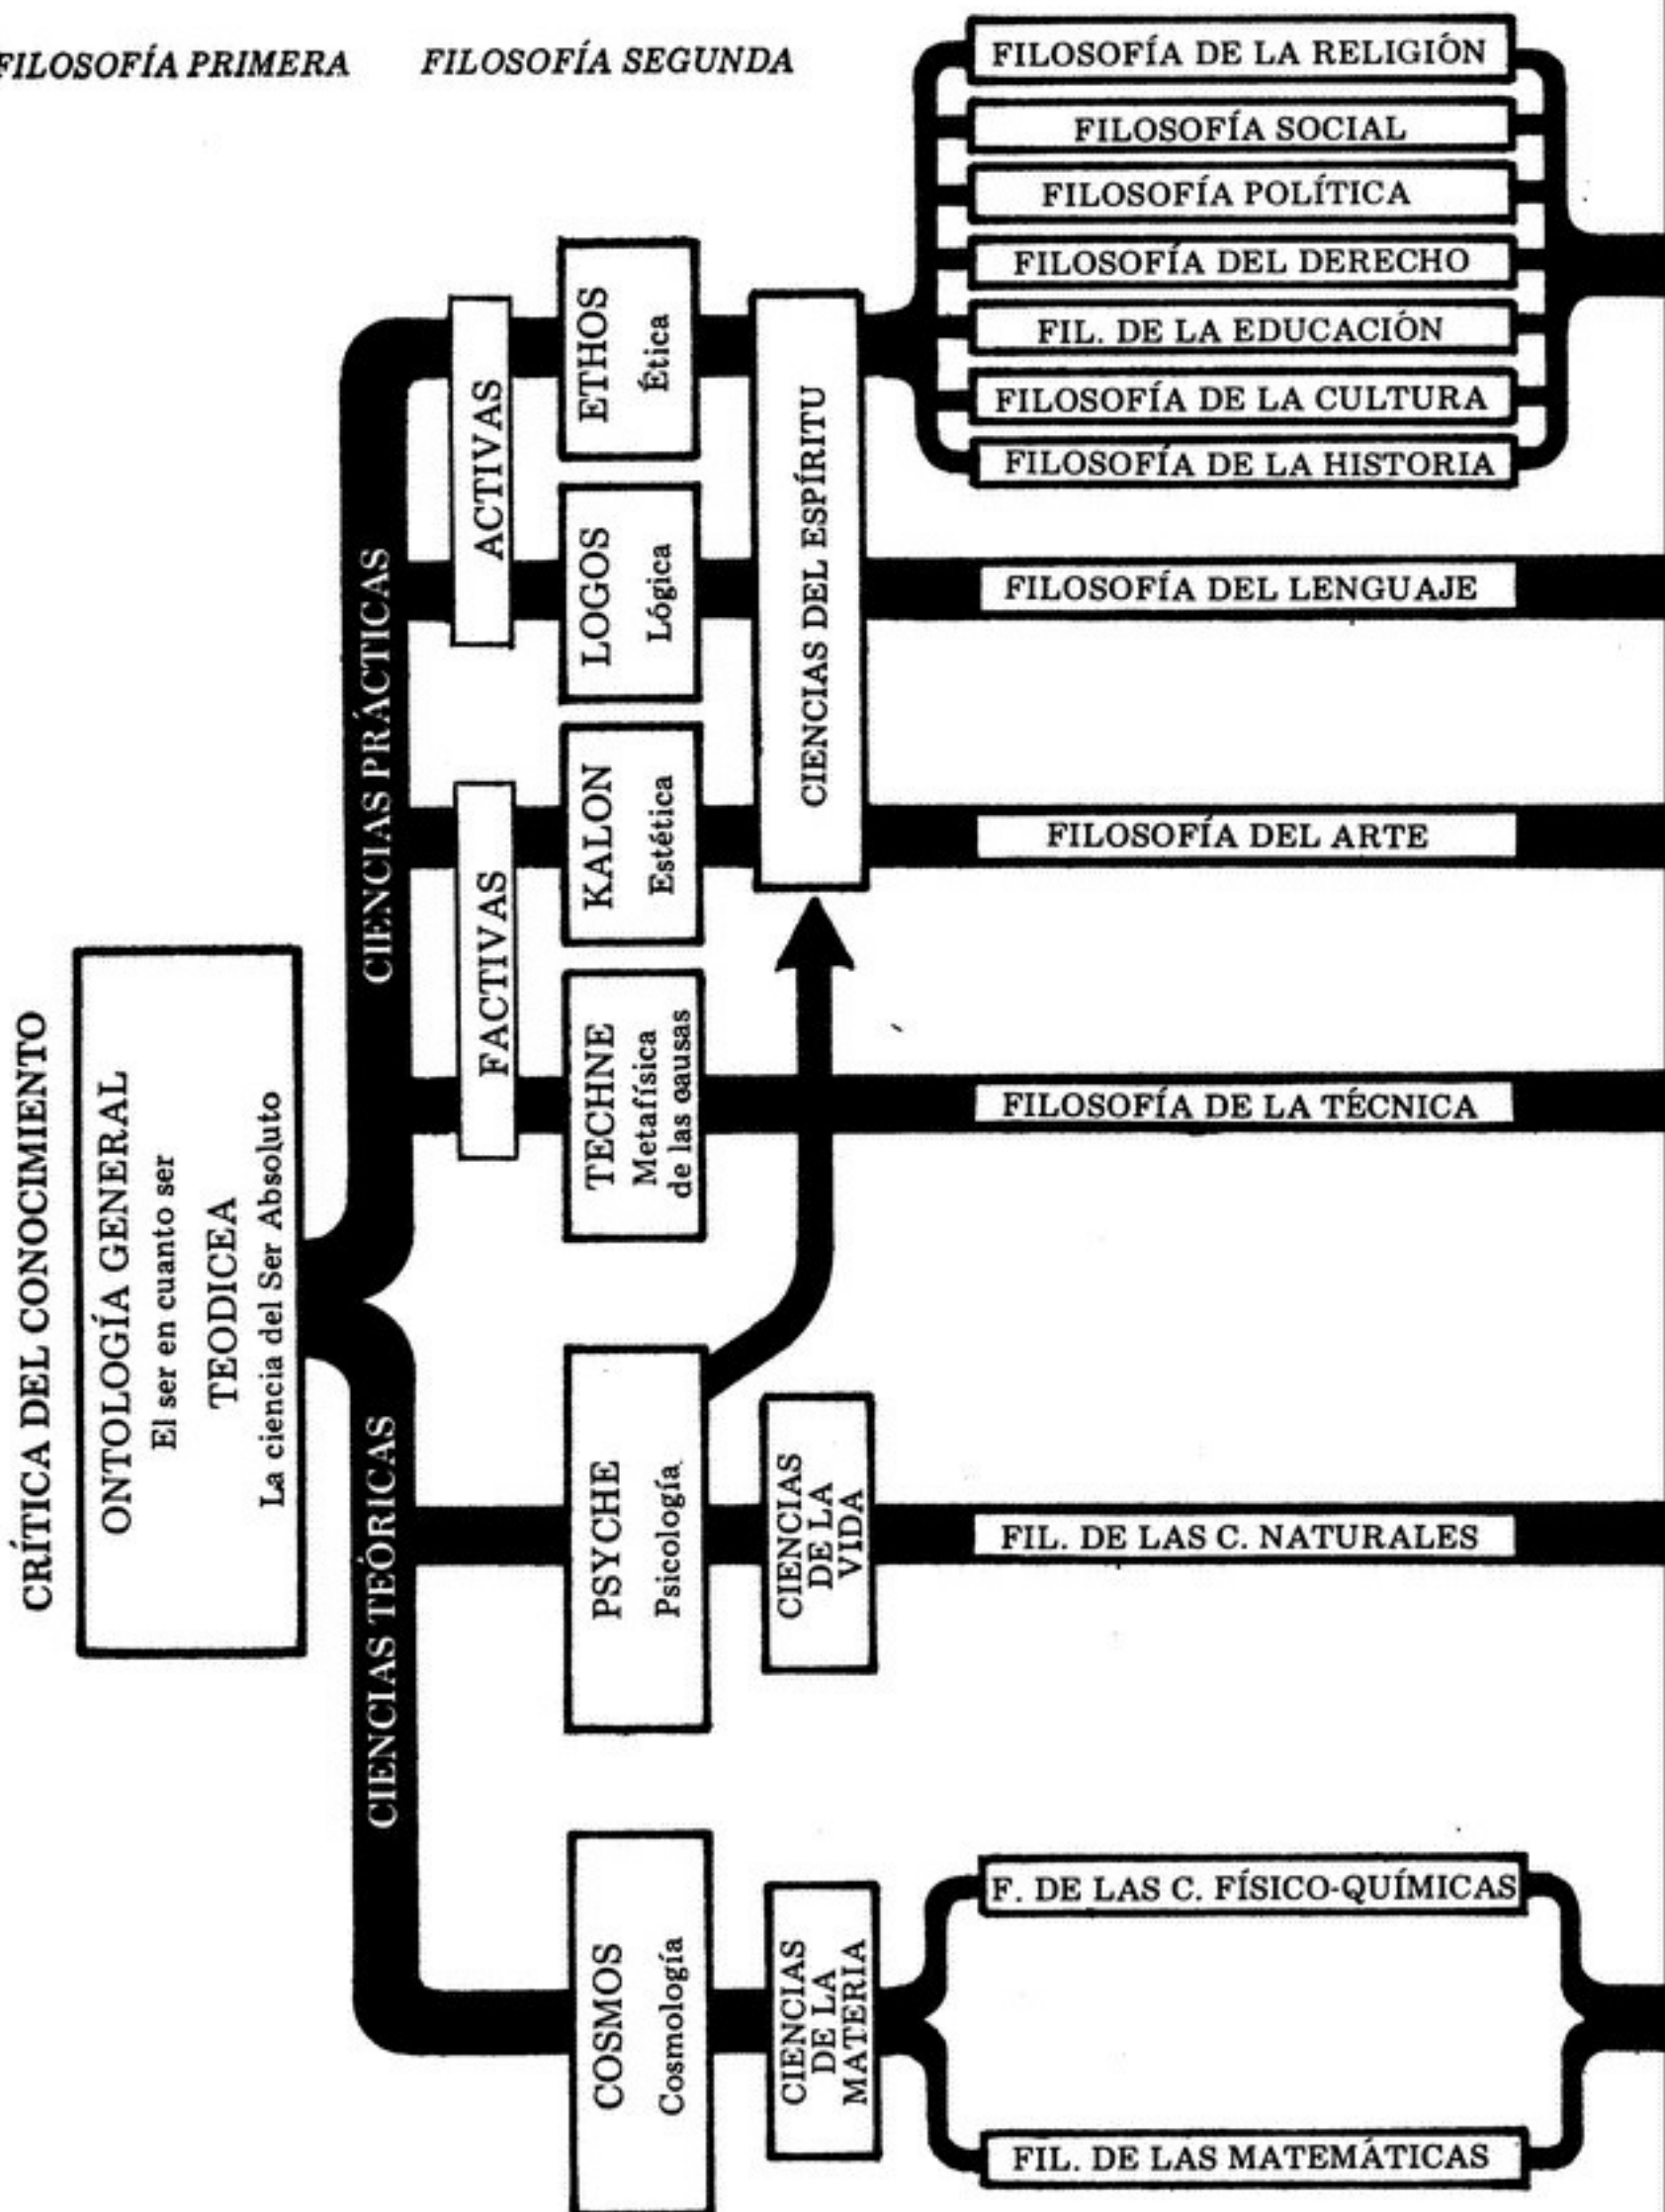 FILOSOFÍA PRIMERA
FILOSOFÍA SEGUNDA
CRÍTICA DEL CONOCIMIENTO
ONTOLOGÍA GENERAL
El ser en cuanto ser
TEODICEA
La ciencia del Ser Absoluto
CIENCIAS TEÓRICAS
CIENCIAS PRÁCTICAS
FACTIVAS
ACTIVAS
COSMOS
Cosmología
PSYCHE
Psicología
TECHNE
Metafísica
de las causas
KALON
Estética
LOGOS
Lógica
ETHOS
Ética
CIENCIAS
DE LA
MATERIA
CIENCIAS
DE LA
VIDA
CIENCIAS DEL ESPÍRITU
FILOSOFÍA DE LA RELIGIÓN
FILOSOFÍA SOCIAL
FILOSOFÍA POLÍTICA
FILOSOFÍA DEL DERECHO
FIL. DE LA EDUCACIÓN
FILOSOFÍA DE LA CULTURA
FILOSOFÍA DE LA HISTORIA
FILOSOFÍA DEL LENGUAJE
FILOSOFÍA DEL ARTE
FILOSOFÍA DE LA TÉCNICA
FIL. DE LAS C. NATURALES
F. DE LAS C. FÍSICO-QUÍMICAS
FIL. DE LAS MATEMÁTICAS